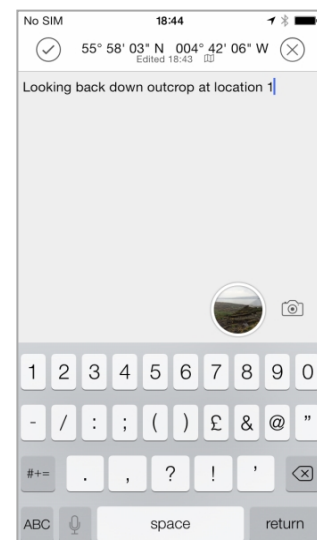 No SIM 18:44
55° 58' 03" N 004° 42' 06" W
Edited 18:43
Looking back down outcrop at location 1
1 2 3 4 5 6 7 8 9 0
- / : ; ( ) £ & @ "
#+= . , ? ! '
ABC space return